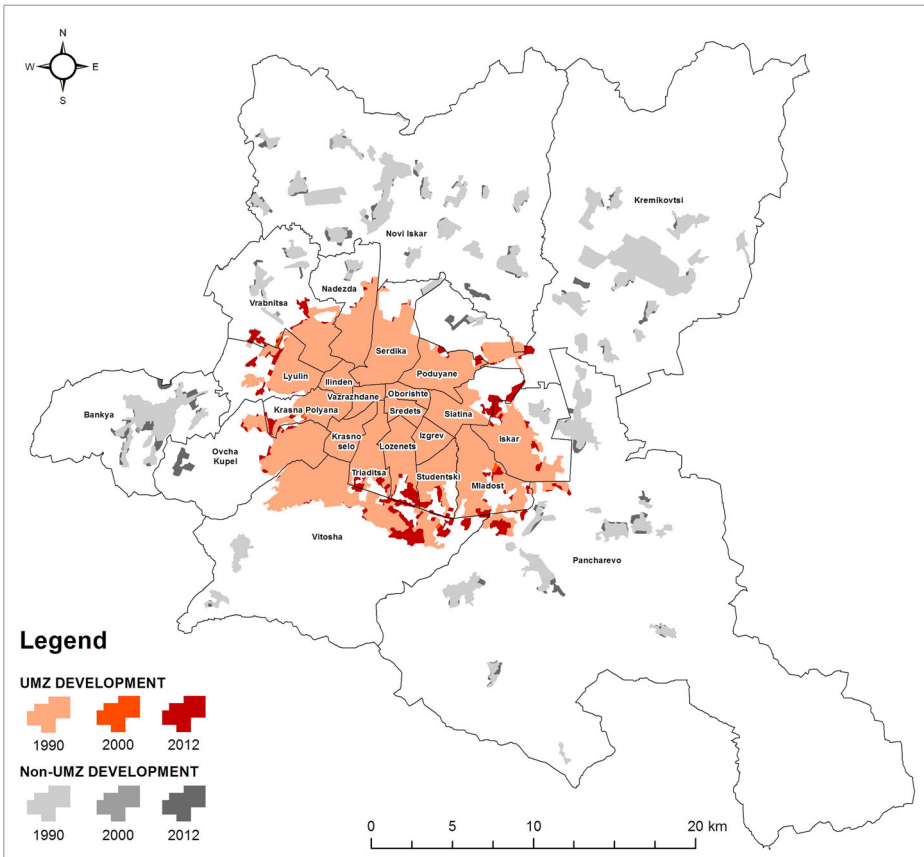 N
W E
S
Kremikovtsi
Novi Iskar
Nadezda
Vrabnitsa
Serdika
Lyulin
Poduyane
Ilinden
Vazrazhdane
Oborishte
Bankya
Krasna Polyana
Sredets
Slatina
Krasno
selo
Izgrev
Iskar
Ovcha
Kupel
Lozenets
Triaditsa
Studentski
Mladost
Vitosha
Pancharevo
Legend
UMZ DEVELOPMENT
1990 2000 2012
Non-UMZ DEVELOPMENT
1990 2000 2012
0 5 10 20 km